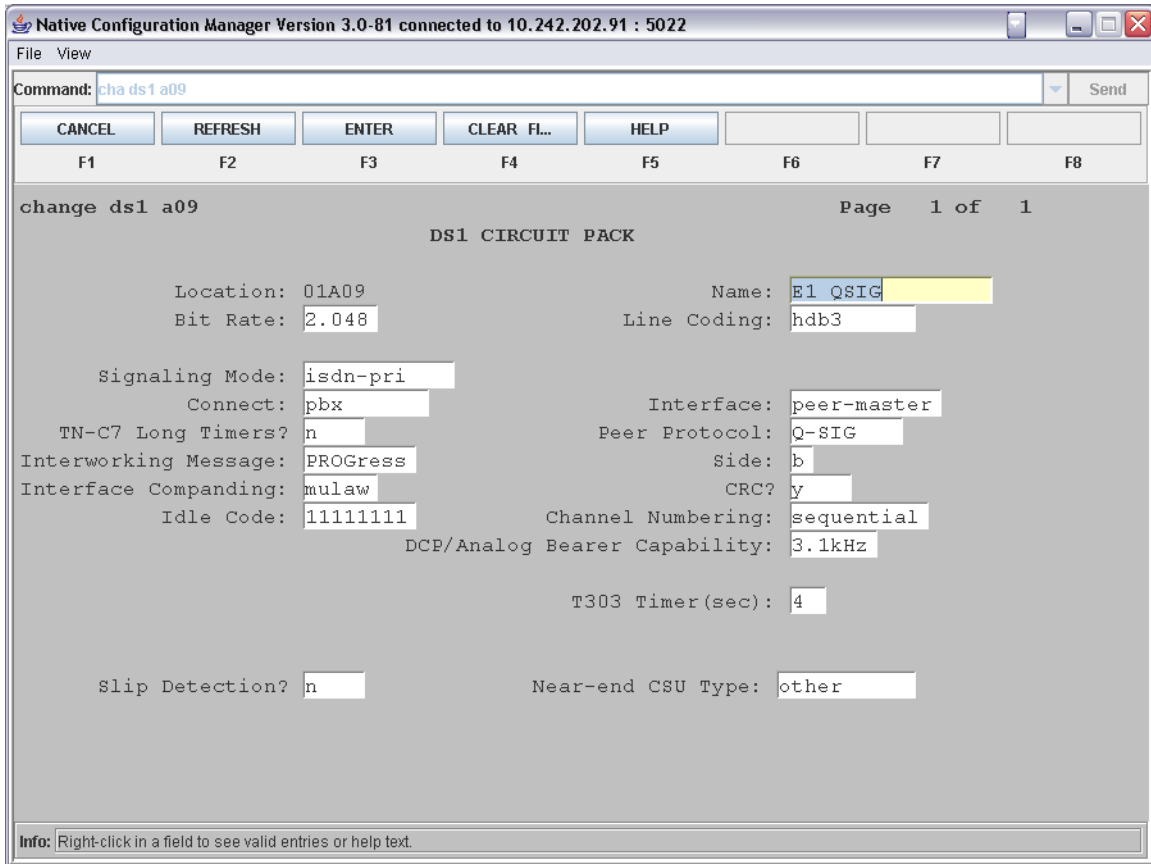 Native Configuration Manager Version 3.0-81 connected to 10.242.202.91 : 5022
File View
Command: cha ds1 a09 Send
CANCEL REFRESH ENTER CLEAR FI... HELP
F1 F2 F3 F4 F5 F6 F7 F8
change ds1 a09 Page 1 of 1
DS1 CIRCUIT PACK
Location: 01A09 Name: E1 QSIG
Bit Rate: 2.048 Line Coding: hdb3
Signaling Mode: isdn-pri
Connect: pbx Interface: peer-master
TN-C7 Long Timers? n Peer Protocol: Q-SIG
Interworking Message: PROGress Side: b
Interface Companding: mulaw CRC? y
Idle Code: 11111111 Channel Numbering: sequential
DCP/Analog Bearer Capability: 3.1kHz
T303 Timer(sec): 4
Slip Detection? n Near-end CSU Type: other
Info: Right-click in a field to see valid entries or help text.